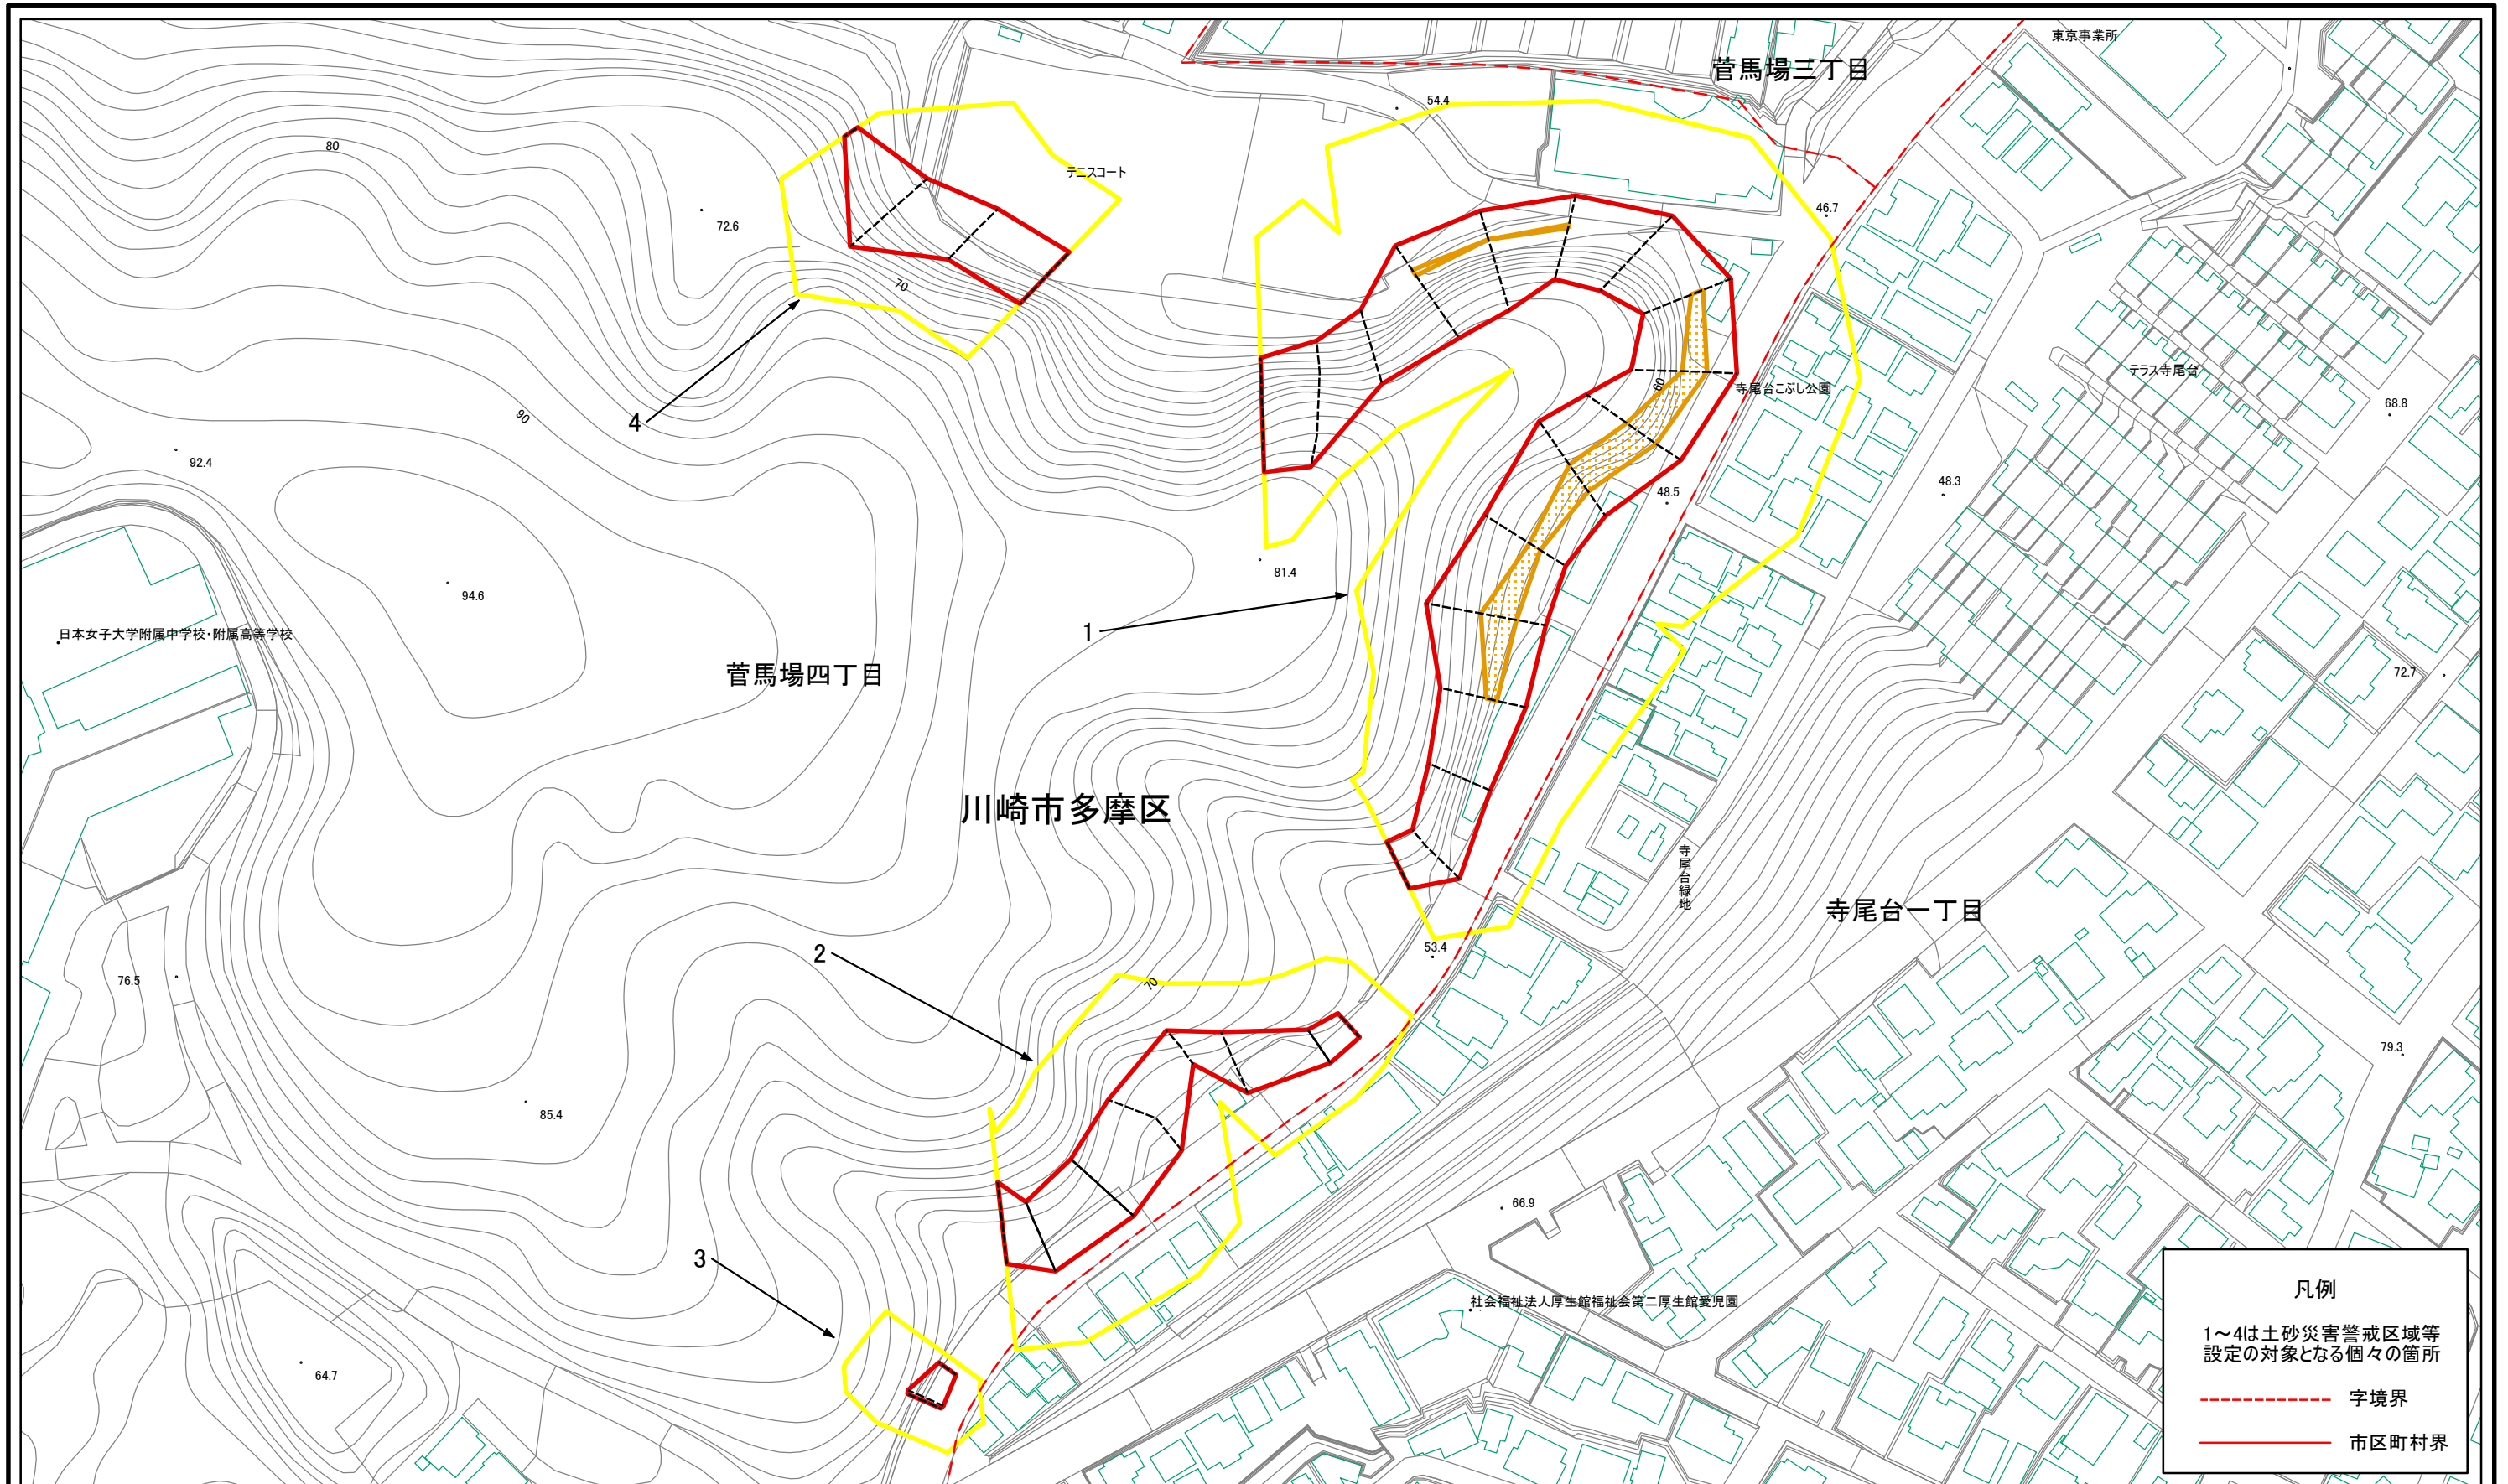 東京事業所
菅馬場三丁目
54.4
80
テニスコート
72.6
46.7
70
60
寺尾台こぶし公園
テラス寺尾台
68.8
90
4
92.4
48.3
48.5
81.4
94.6
1
日本女子大学附属中学校・附属高等学校
菅馬場四丁目
72.7
川崎市多摩区
寺尾台緑地
寺尾台一丁目
2
53.4
76.5
70
79.3
85.4
66.9
3
社会福祉法人厚生館福祉会第二厚生館愛児園
64.7
凡例
1～4は土砂災害警戒区域等
設定の対象となる個々の箇所
字境界
市区町村界